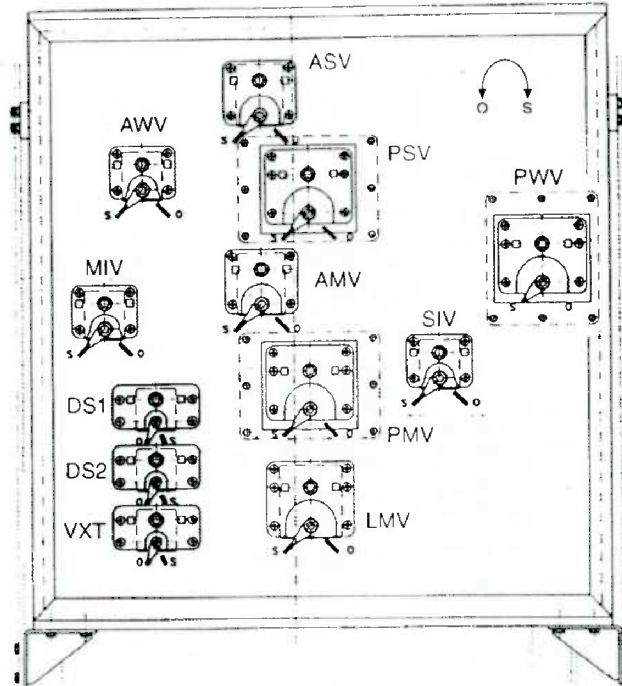 ASV
O S
AWV
S O
PSV
PWV
S O
S O
MIV
AMV
S O
SIV
S O
S O
DS1
S O
S O
PMV
O S
DS2
O S
VXT
LMV
S O
O S